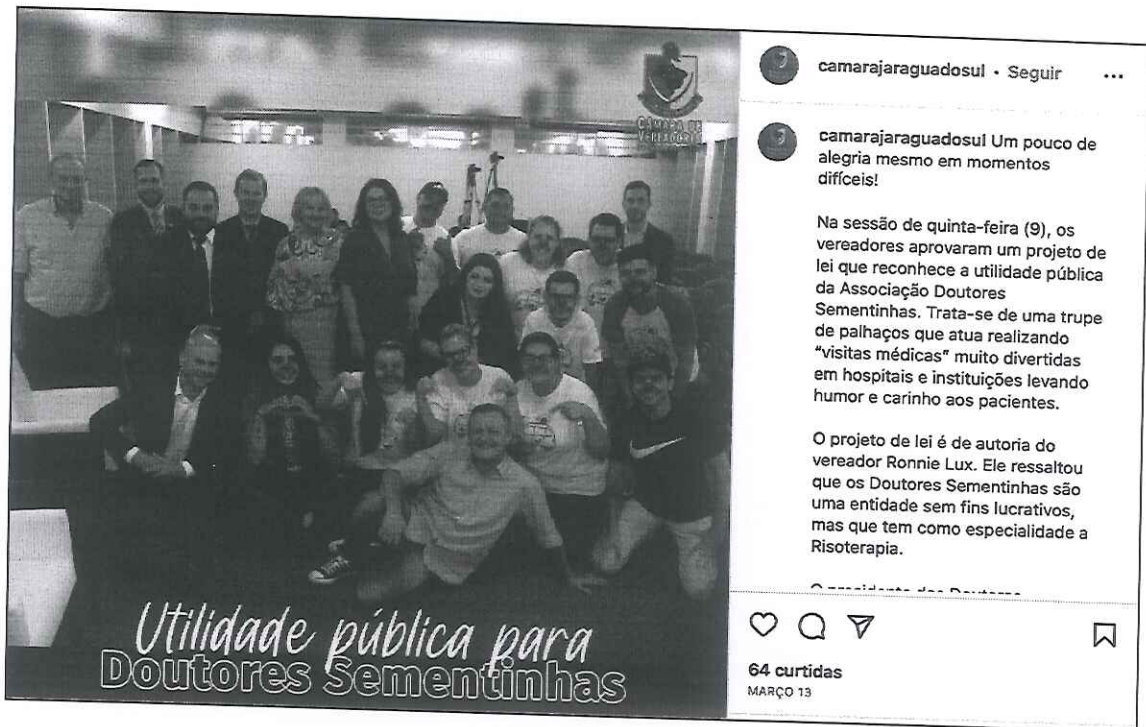 CÂMARA DE
VEREADORES
Utilidade pública para
Doutores Sementinhas
camarajaraguadosul • Seguir
camarajaraguadosul Um pouco de
alegria mesmo em momentos
difíceis!
Na sessão de quinta-feira (9), os
vereadores aprovaram um projeto de
lei que reconhece a utilidade pública
da Associação Doutores
Sementinhas. Trata-se de uma trupe
de palhaços que atua realizando
"visitas médicas" muito divertidas
em hospitais e instituições levando
humor e carinho aos pacientes.
O projeto de lei é de autoria do
vereador Ronnie Lux. Ele ressaltou
que os Doutores Sementinhas são
uma entidade sem fins lucrativos,
mas que tem como especialidade a
Risoterapia.
64 curtidas
MARÇO 13